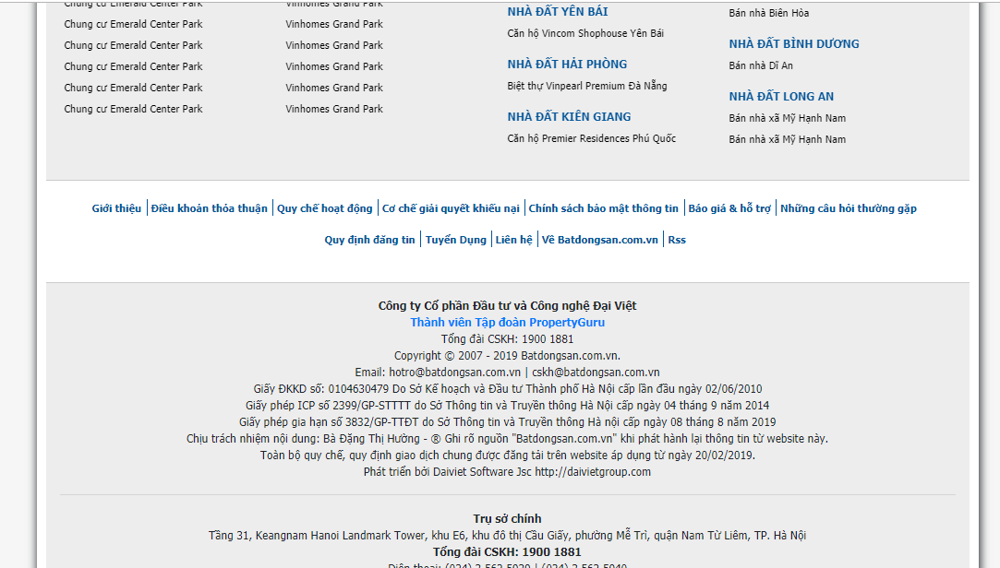 Chung cư Emerald Center Park
Chung cư Emerald Center Park
Chung cư Emerald Center Park
Chung cư Emerald Center Park
Chung cư Emerald Center Park
Chung cư Emerald Center Park
Vinhomes Grand Park
Vinhomes Grand Park
Vinhomes Grand Park
Vinhomes Grand Park
Vinhomes Grand Park
Vinhomes Grand Park
NHÀ ĐẤT YÊN BÁI
Căn hộ Vincom Shophouse Yên Bái
NHÀ ĐẤT HẢI PHÒNG
Biệt thự Vinpearl Premium Đà Nẵng
NHÀ ĐẤT KIÊN GIANG
Căn hộ Premier Residences Phú Quốc
Bán nhà Biên Hòa
NHÀ ĐẤT BÌNH DƯƠNG
Bán nhà Dĩ An
NHÀ ĐẤT LONG AN
Bán nhà xã Mỹ Hạnh Nam
Bán nhà xã Mỹ Hạnh Nam
Giới thiệu | Điều khoản thỏa thuận | Quy chế hoạt động | Cơ chế giải quyết khiếu nại | Chính sách bảo mật thông tin | Báo giá & hỗ trợ | Những câu hỏi thường gặp
Quy định đăng tin | Tuyển Dụng | Liên hệ | Về Batdongsan.com.vn | Rss
Công ty Cổ phần Đầu tư và Công nghệ Đại Việt
Thành viên Tập đoàn PropertyGuru
Tổng đài CSKH: 1900 1881
Copyright © 2007 - 2019 Batdongsan.com.vn.
Email: hotro@batdongsan.com.vn | cskh@batdongsan.com.vn
Giấy ĐKKD số: 0104630479 Do Sở Kế hoạch và Đầu tư Thành phố Hà Nội cấp lần đầu ngày 02/06/2010
Giấy phép ICP số 2399/GP-STTTT do Sở Thông tin và Truyền thông Hà Nội cấp ngày 04 tháng 9 năm 2014
Giấy phép gia hạn số 3832/GP-TTĐT do Sở Thông tin và Truyền thông Hà nội cấp ngày 08 tháng 8 năm 2019
Chịu trách nhiệm nội dung: Bà Đặng Thị Hường - ® Ghi rõ nguồn "Batdongsan.com.vn" khi phát hành lại thông tin từ website này.
Toàn bộ quy chế, quy định giao dịch chung được đăng tải trên website áp dụng từ ngày 20/02/2019.
Phát triển bởi Daiviet Software Jsc http://daivietgroup.com
Trụ sở chính
Tầng 31, Keangnam Hanoi Landmark Tower, khu E6, khu đô thị Cầu Giấy, phường Mễ Trì, quận Nam Từ Liêm, TP. Hà Nội
Tổng đài CSKH: 1900 1881
Điện thoại: (024) 3 562 5939 | (024) 3 562 5940